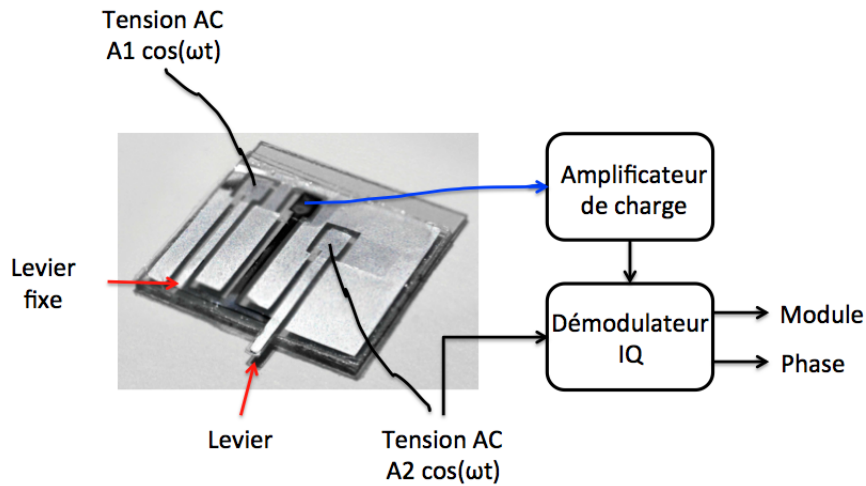 Tension AC
A1 cos(ωt)
Amplificateur
de charge
Levier
fixe
Démodulateur
IQ
Module
Phase
Levier
Tension AC
A2 cos(ωt)